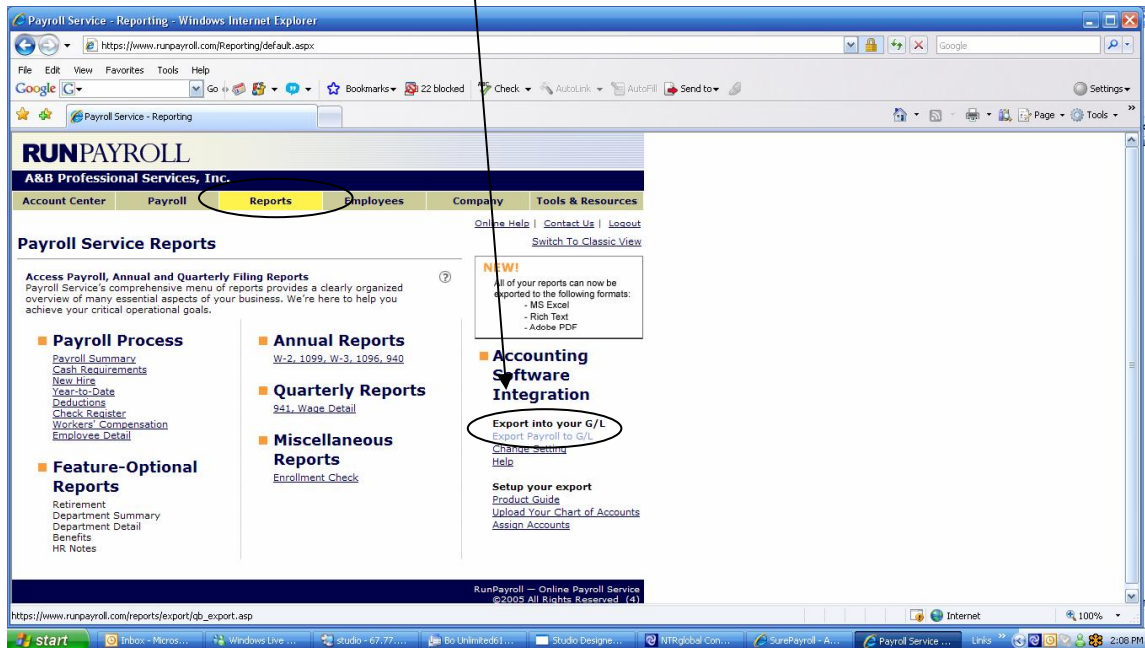 Payroll Service - Reporting - Windows Internet Explorer
https://www.runpayroll.com/Reporting/default.aspx
Google
File Edit View Favorites Tools Help
Google G Go Bookmarks 22 blocked Check AutoLink AutoFill Send to Settings
Payroll Service - Reporting
Page Tools
RUNPAYROLL
A&B Professional Services, Inc.
Account Center Payroll Reports Employees Company Tools & Resources
Online Help | Contact Us | Logout
Switch To Classic View
Payroll Service Reports
Access Payroll, Annual and Quarterly Filing Reports
Payroll Service's comprehensive menu of reports provides a clearly organized
overview of many essential aspects of your business. We're here to help you
achieve your critical operational goals.
NEW!
All of your reports can now be
exported to the following formats:
- MS Excel
- Rich Text
- Adobe PDF
Payroll Process
Payroll Summary
Cash Requirements
New Hire
Year-to-Date
Deductions
Check Register
Workers' Compensation
Employee Detail
Feature-Optional
Reports
Retirement
Department Summary
Department Detail
Benefits
HR Notes
Annual Reports
W-2, 1099, W-3, 1096, 940
Quarterly Reports
941, Wage Detail
Miscellaneous
Reports
Enrollment Check
Accounting
Software
Integration
Export into your G/L
Export Payroll to G/L
Change Setting
Help
Setup your export
Product Guide
Upload Your Chart of Accounts
Assign Accounts
RunPayroll — Online Payroll Service
©2005 All Rights Reserved (4)
https://www.runpayroll.com/reports/export/qb_export.asp
Internet 100%
start Inbox - Micros... Windows Live ... studio - 67.77.... Bo Unlimited61... Studio Designe... NTRglobal Con... SurePayroll - A... Payroll Service ... Links 2:08 PM